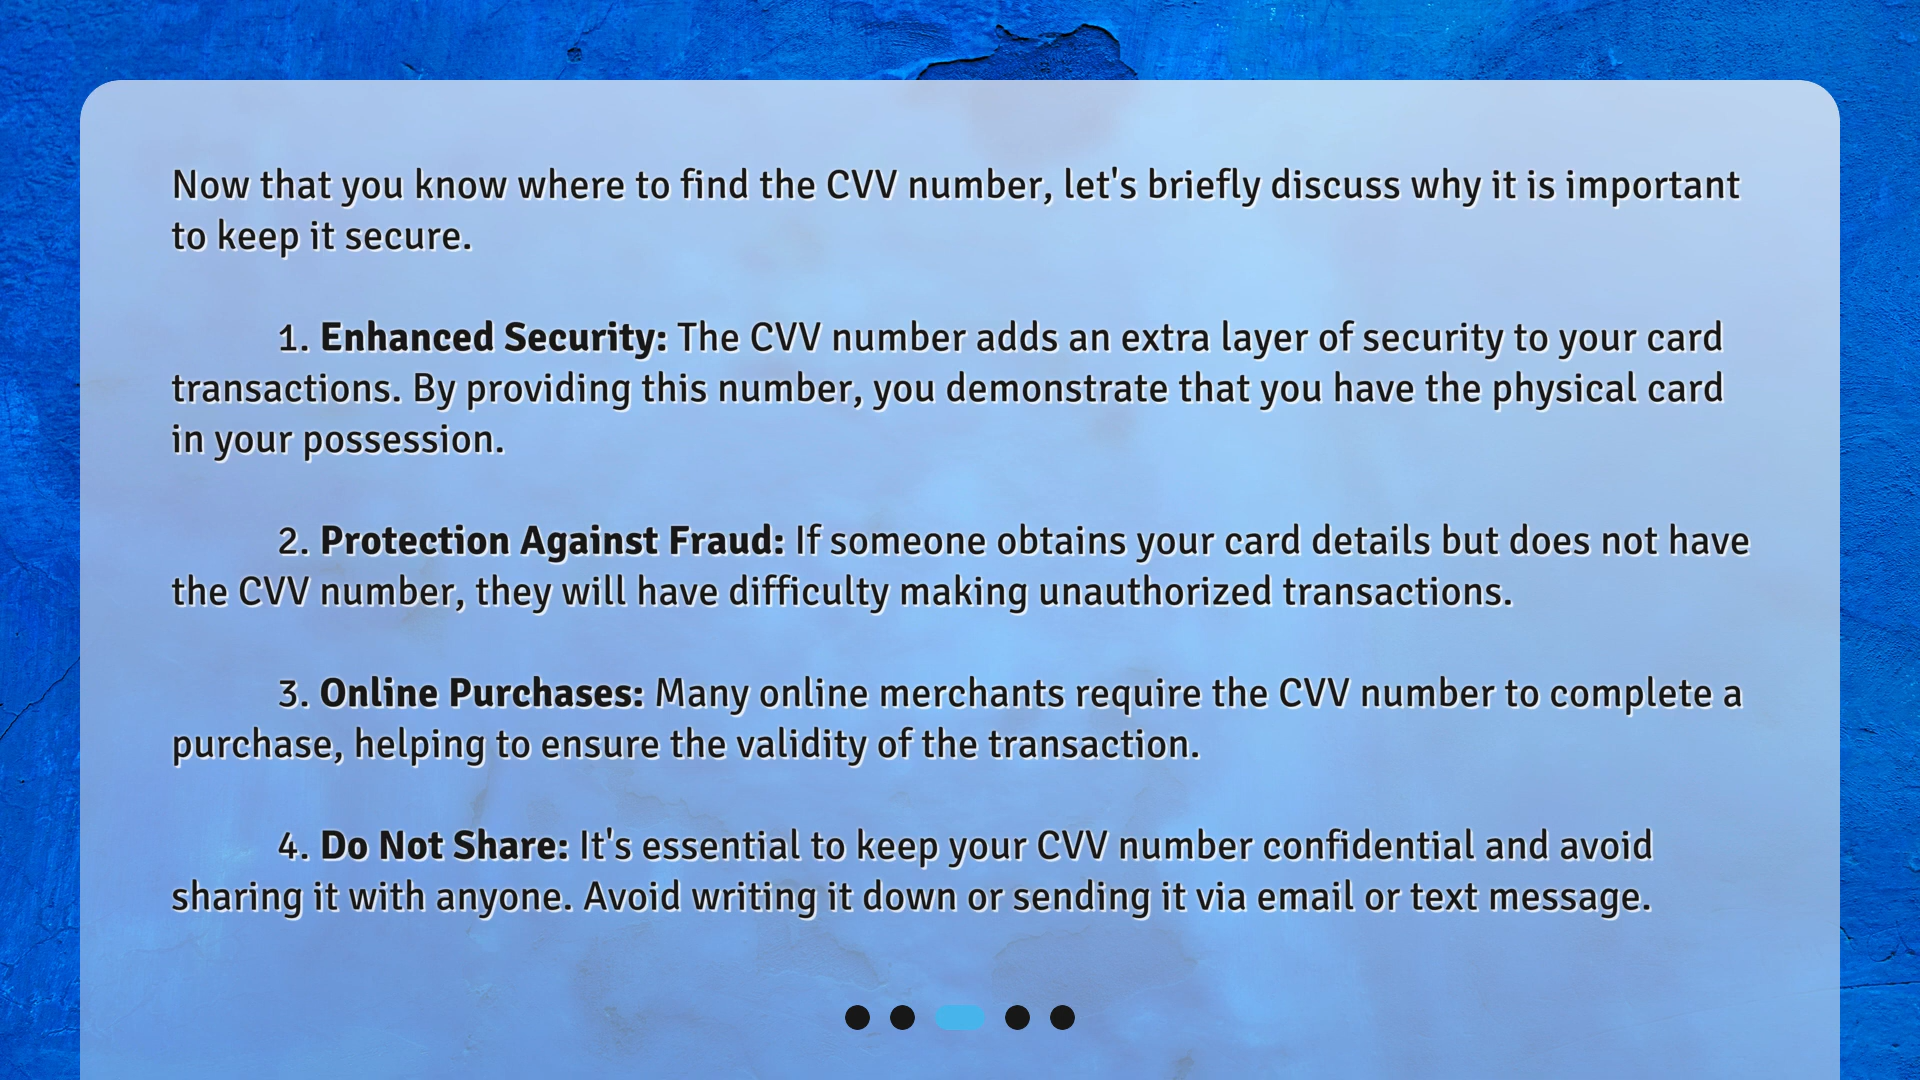 Now that you know where to find the CVV number, let's briefly discuss why it is important
to keep it secure.
1. Enhanced Security: The CVV number adds an extra layer of security to your card
transactions. By providing this number, you demonstrate that you have the physical card
in your possession.
2. Protection Against Fraud: If someone obtains your card details but does not have
the CVV number, they will have difficulty making unauthorized transactions.
3. Online Purchases: Many online merchants require the CVV number to complete a
purchase, helping to ensure the validity of the transaction.
4. Do Not Share: It's essential to keep your CVV number confidential and avoid
sharing it with anyone. Avoid writing it down or sending it via email or text message.